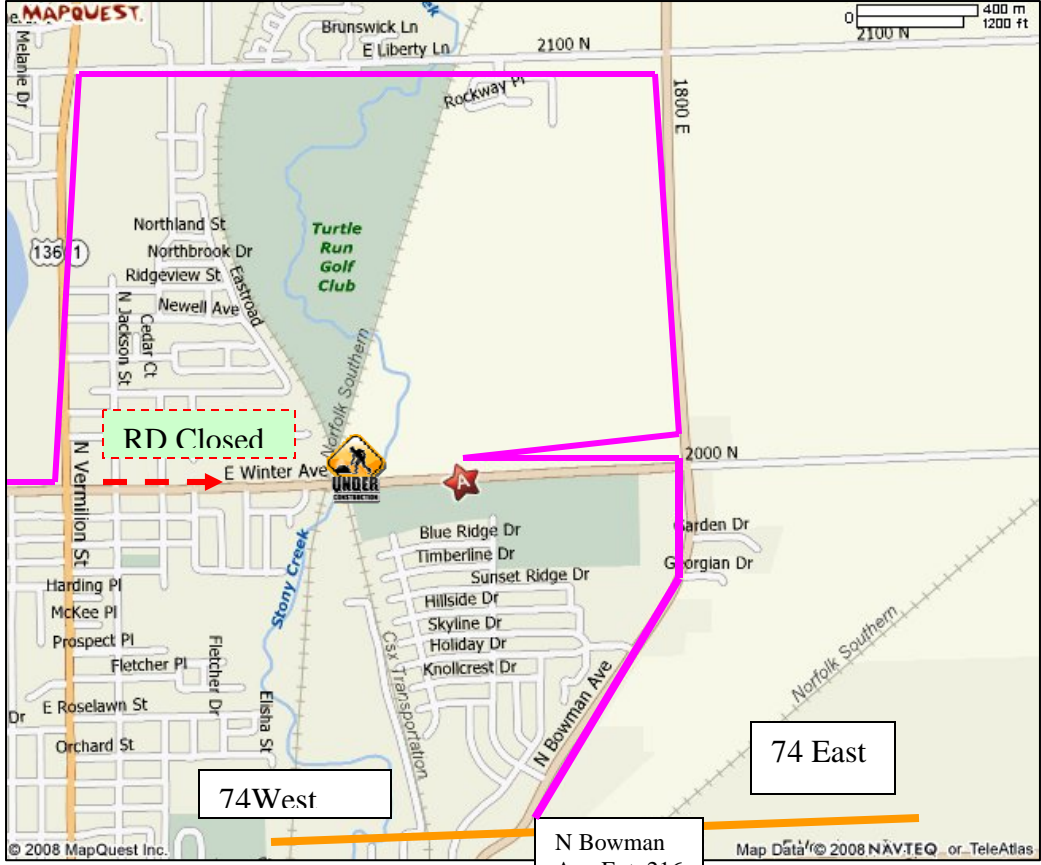 MAPQUEST.
400 m
1200 ft
0
Brunswick Ln
E Liberty Ln
2100 N
2100 N
Melanie Dr
Rockway Pl
1800 E
Northland St
Northbrook Dr
Ridgeview St
Newell Ave
Eastroad
N Jackson St
Cedar Ct
Turtle
Run
Golf
Club
136
1
Norfolk Southern
RD Closed
N Vermilion St
E Winter Ave
UNDER
CONSTRUCTION
A
2000 N
Stony Creek
Blue Ridge Dr
Timberline Dr
Sunset Ridge Dr
Hillside Dr
Skyline Dr
Holiday Dr
Knollcrest Dr
Garden Dr
Georgian Dr
Harding Pl
McKee Pl
Prospect Pl
Fletcher Pl
Fletcher Dr
E Roselawn St
Dr
Orchard St
Elisha St
Csx Transportation
N Bowman Ave
Norfolk Southern
74West
74 East
N Bowman
© 2008 MapQuest Inc.
Map Data © 2008 NAVTEQ or TeleAtlas